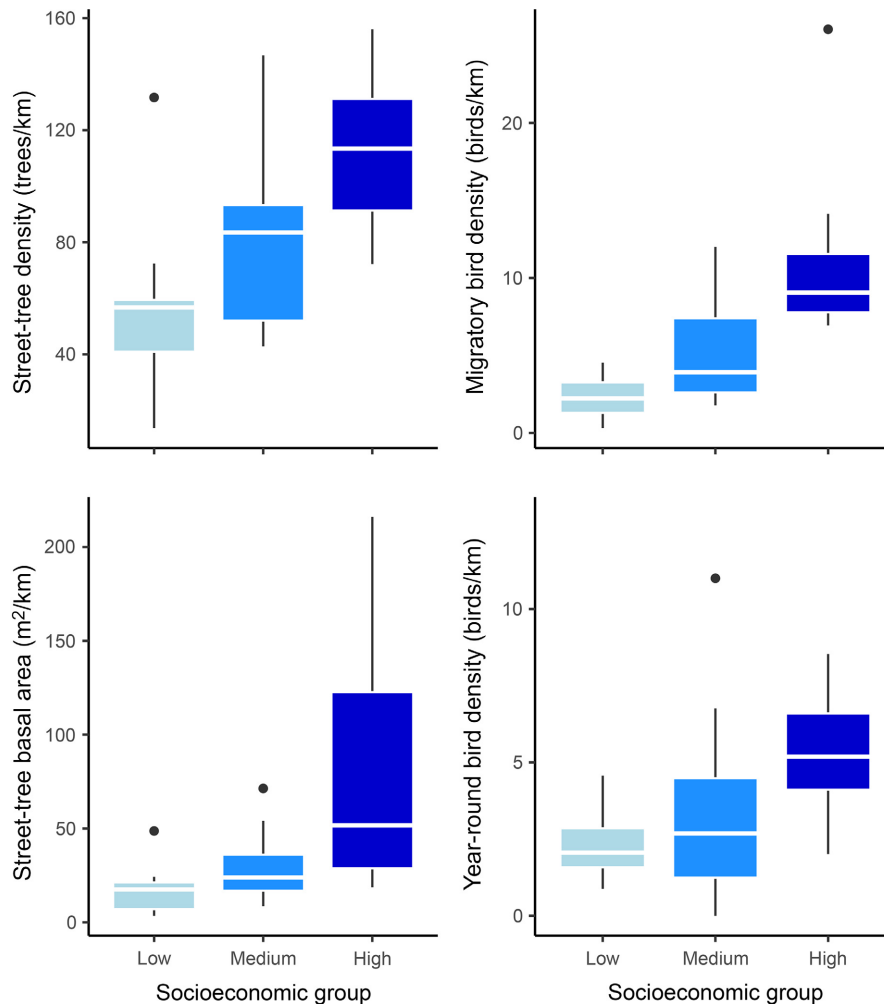 Street-tree density (trees/km)
160
120
80
40
Migratory bird density (birds/km)
20
10
0
Street-tree basal area (m²/km)
200
150
100
50
0
Low Medium High
Socioeconomic group
Year-round bird density (birds/km)
10
5
0
Low Medium High
Socioeconomic group